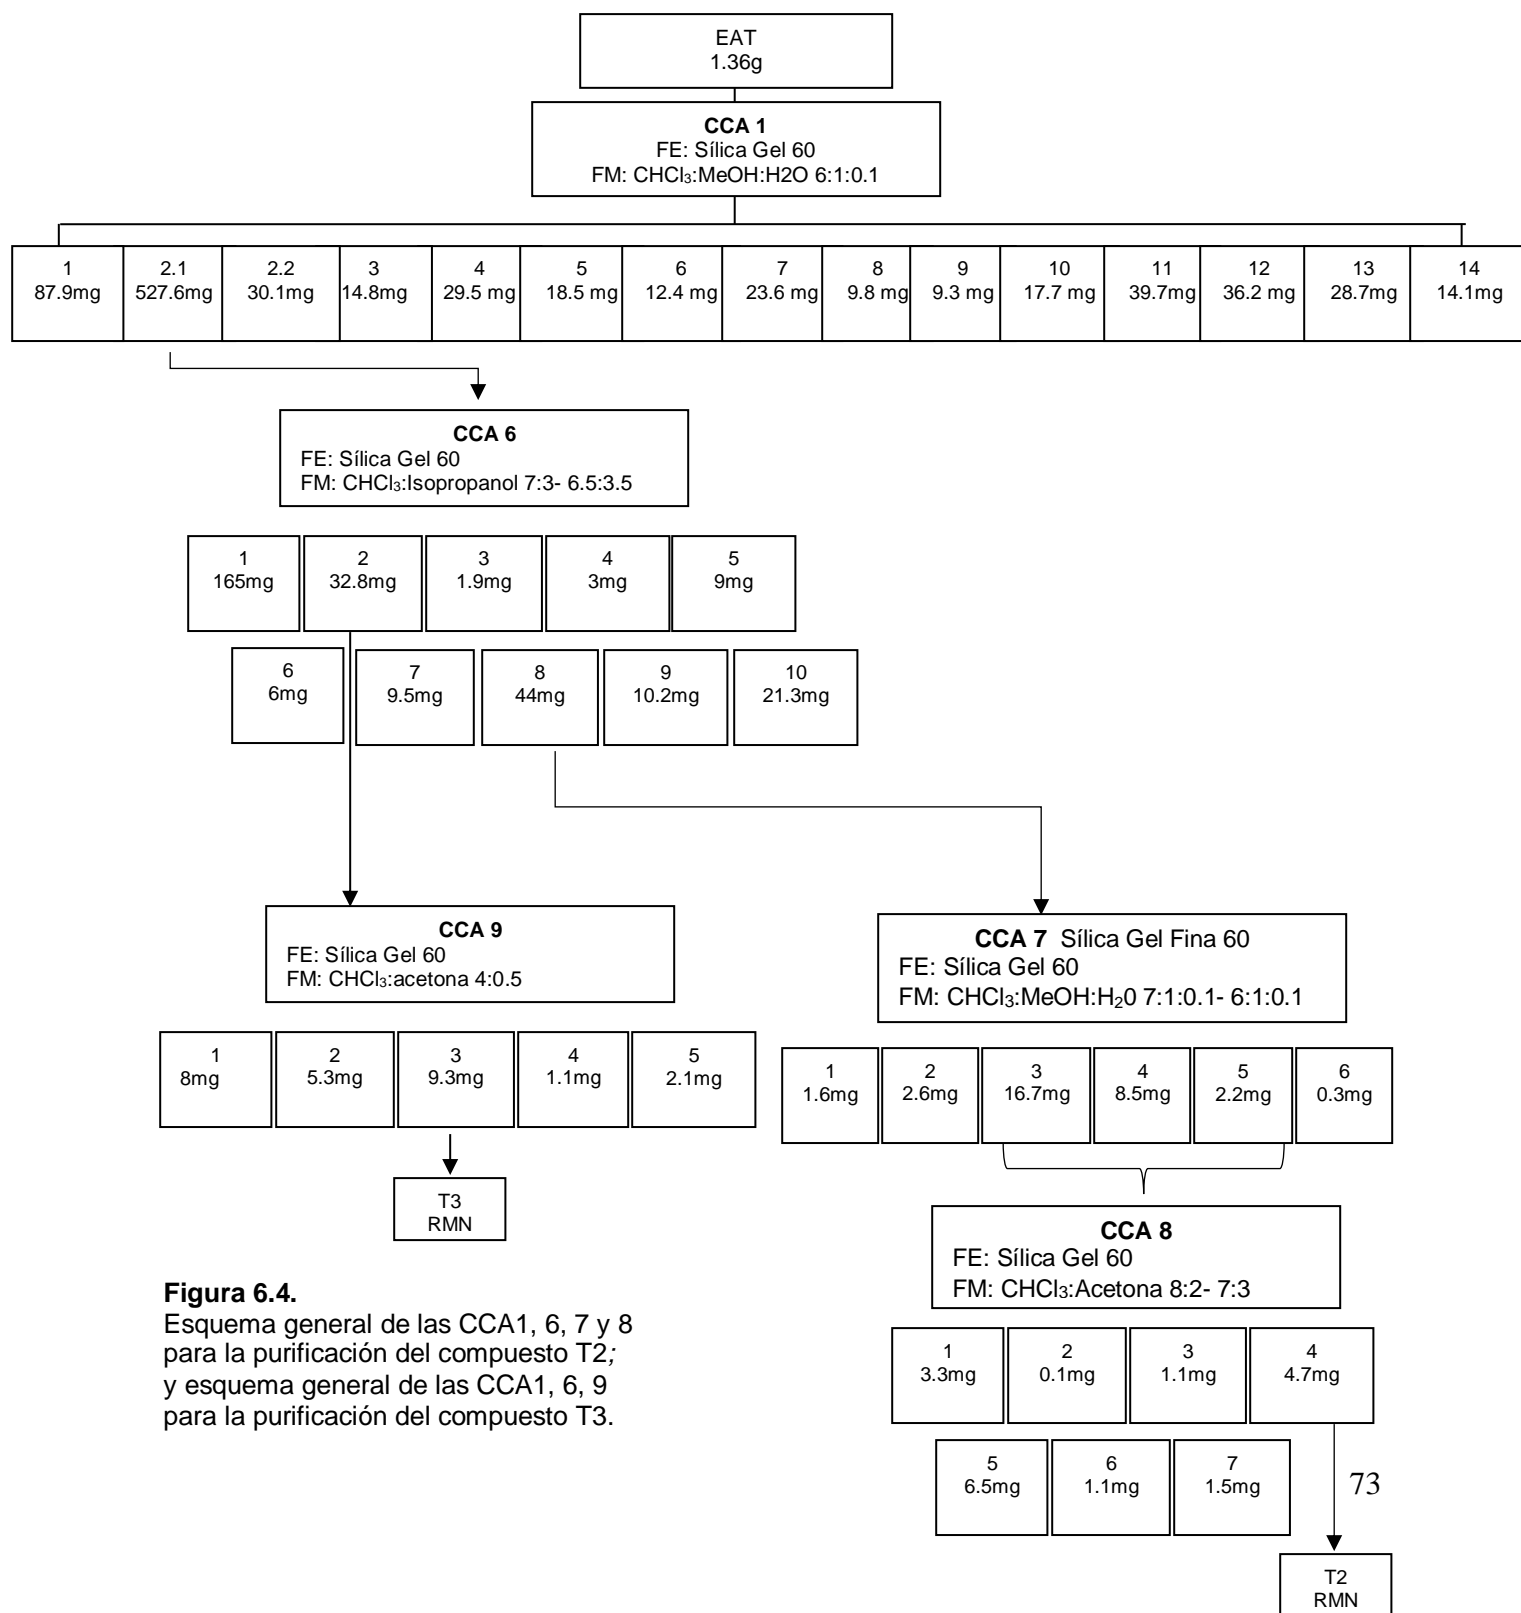 EAT
1.36g
CCA 1
FE: Sílica Gel 60
FM: CHCl₃:MeOH:H2O 6:1:0.1
1 2.1 2.2 3 4 5 6 7 8 9 10 11 12 13 14
87.9mg 527.6mg 30.1mg 14.8mg 29.5 mg 18.5 mg 12.4 mg 23.6 mg 9.8 mg 9.3 mg 17.7 mg 39.7mg 36.2 mg 28.7mg 14.1mg
CCA 6
FE: Sílica Gel 60
FM: CHCl₃:Isopropanol 7:3- 6.5:3.5
1 2 3 4 5
165mg 32.8mg 1.9mg 3mg 9mg
6 7 8 9 10
6mg 9.5mg 44mg 10.2mg 21.3mg
CCA 9
FE: Sílica Gel 60
FM: CHCl₃:acetona 4:0.5
1 2 3 4 5
8mg 5.3mg 9.3mg 1.1mg 2.1mg
T3
RMN
CCA 7 Sílica Gel Fina 60
FE: Sílica Gel 60
FM: CHCl₃:MeOH:H₂0 7:1:0.1- 6:1:0.1
1 2 3 4 5 6
1.6mg 2.6mg 16.7mg 8.5mg 2.2mg 0.3mg
CCA 8
FE: Sílica Gel 60
FM: CHCl₃:Acetona 8:2- 7:3
1 2 3 4
3.3mg 0.1mg 1.1mg 4.7mg
5 6 7
6.5mg 1.1mg 1.5mg
73
T2
RMN
Figura 6.4.
Esquema general de las CCA1, 6, 7 y 8
para la purificación del compuesto T2;
y esquema general de las CCA1, 6, 9
para la purificación del compuesto T3.